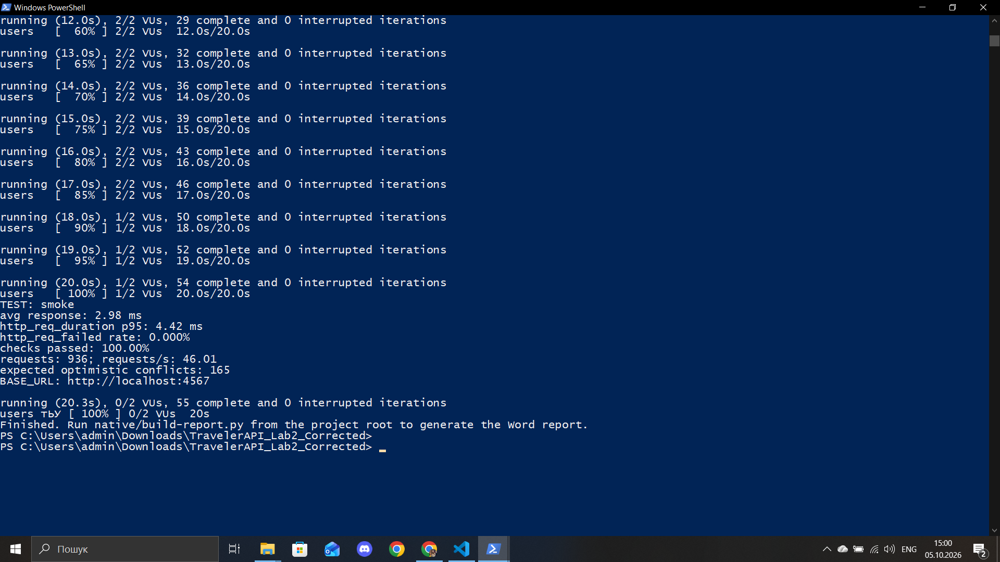 Windows PowerShell
running (12.0s), 2/2 VUs, 29 complete and 0 interrupted iterations
users   [  60% ] 2/2 VUs  12.0s/20.0s
running (13.0s), 2/2 VUs, 32 complete and 0 interrupted iterations
users   [  65% ] 2/2 VUs  13.0s/20.0s
running (14.0s), 2/2 VUs, 36 complete and 0 interrupted iterations
users   [  70% ] 2/2 VUs  14.0s/20.0s
running (15.0s), 2/2 VUs, 39 complete and 0 interrupted iterations
users   [  75% ] 2/2 VUs  15.0s/20.0s
running (16.0s), 2/2 VUs, 43 complete and 0 interrupted iterations
users   [  80% ] 2/2 VUs  16.0s/20.0s
running (17.0s), 2/2 VUs, 46 complete and 0 interrupted iterations
users   [  85% ] 2/2 VUs  17.0s/20.0s
running (18.0s), 1/2 VUs, 50 complete and 0 interrupted iterations
users   [  90% ] 1/2 VUs  18.0s/20.0s
running (19.0s), 1/2 VUs, 52 complete and 0 interrupted iterations
users   [  95% ] 1/2 VUs  19.0s/20.0s
running (20.0s), 1/2 VUs, 54 complete and 0 interrupted iterations
users   [ 100% ] 1/2 VUs  20.0s/20.0s
TEST: smoke
avg response: 2.98 ms
http_req_duration p95: 4.42 ms
http_req_failed rate: 0.000%
checks passed: 100.00%
requests: 936; requests/s: 46.01
expected optimistic conflicts: 165
BASE_URL: http://localhost:4567
running (20.3s), 0/2 VUs, 55 complete and 0 interrupted iterations
users тЬУ [ 100% ] 0/2 VUs  20s
Finished. Run native/build-report.py from the project root to generate the Word report.
PS C:\Users\admin\Downloads\TravelerAPI_Lab2_Corrected>
PS C:\Users\admin\Downloads\TravelerAPI_Lab2_Corrected>
Пошук
ENG
15:00
05.10.2026
2